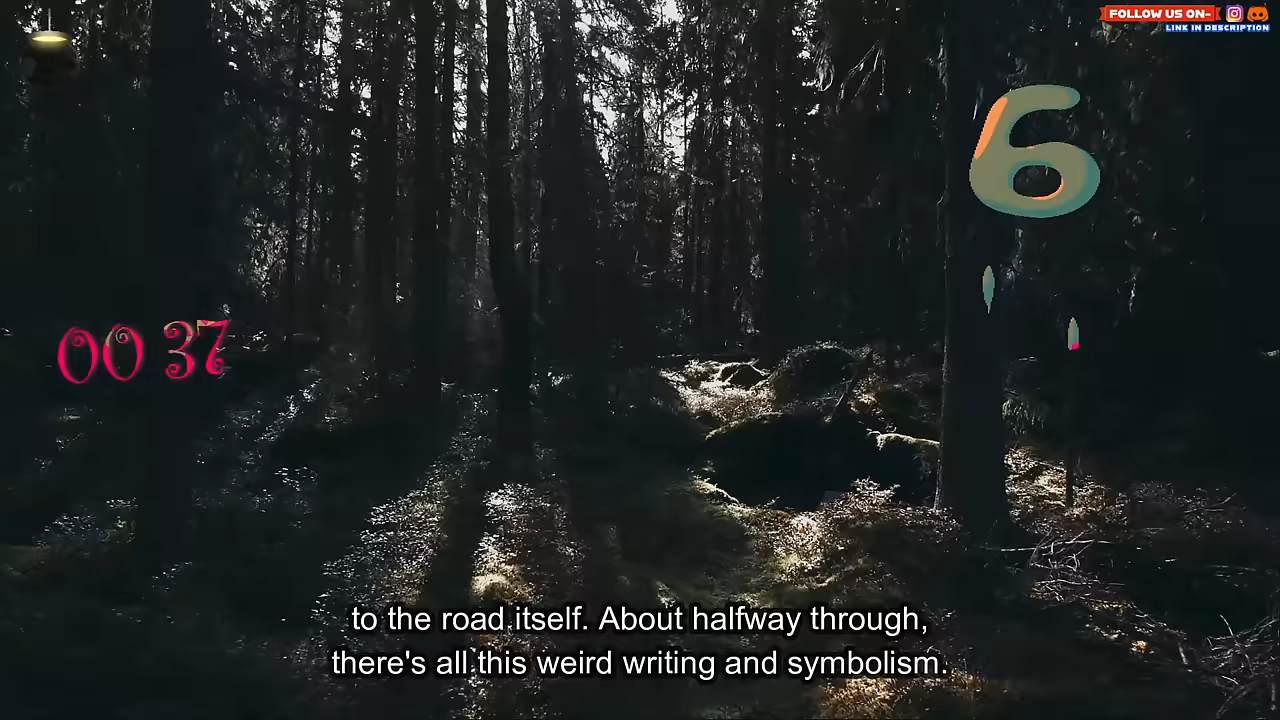 FOLLOW US ON-
LINK IN DESCRIPTION
6
00 37
to the road itself. About halfway through,
there's all this weird writing and symbolism.